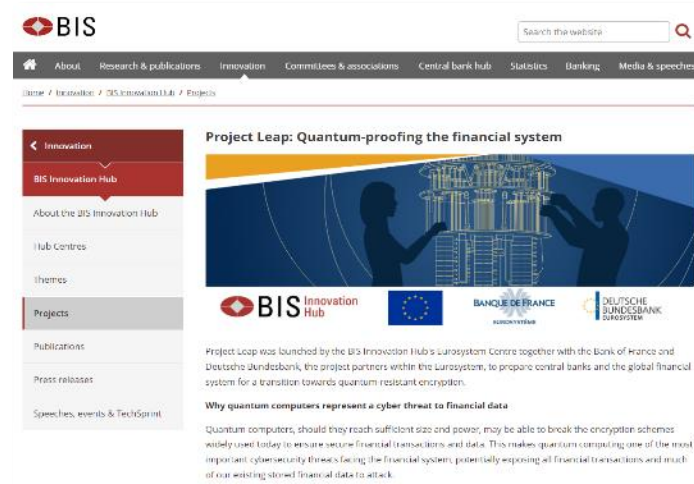 BIS
Search the website
About Research & publications Innovation Committees & associations Central bank hub Statistics Banking Media & speeches
Home / Innovation / BIS Innovation Hub / Projects
Innovation
BIS Innovation Hub
About the BIS Innovation Hub
Hub Centres
Themes
Projects
Publications
Press releases
Speeches, events & TechSprint
Project Leap: Quantum-proofing the financial system
BIS Innovation Hub
BANQUE DE FRANCE
EUROSYSTÈME
DEUTSCHE
BUNDESBANK
EUROSYSTEM
Project Leap was launched by the BIS Innovation Hub's Eurosystem Centre together with the Bank of France and
Deutsche Bundesbank, the project partners within the Eurosystem, to prepare central banks and the global financial
system for a transition towards quantum-resistant encryption.
Why quantum computers represent a cyber threat to financial data
Quantum computers, should they reach sufficient size and power, may be able to break the encryption schemes
widely used today to ensure secure financial transactions and data. This makes quantum computing one of the most
important cybersecurity threats facing the financial system, potentially exposing all financial transactions and much
of our existing stored financial data to attack.